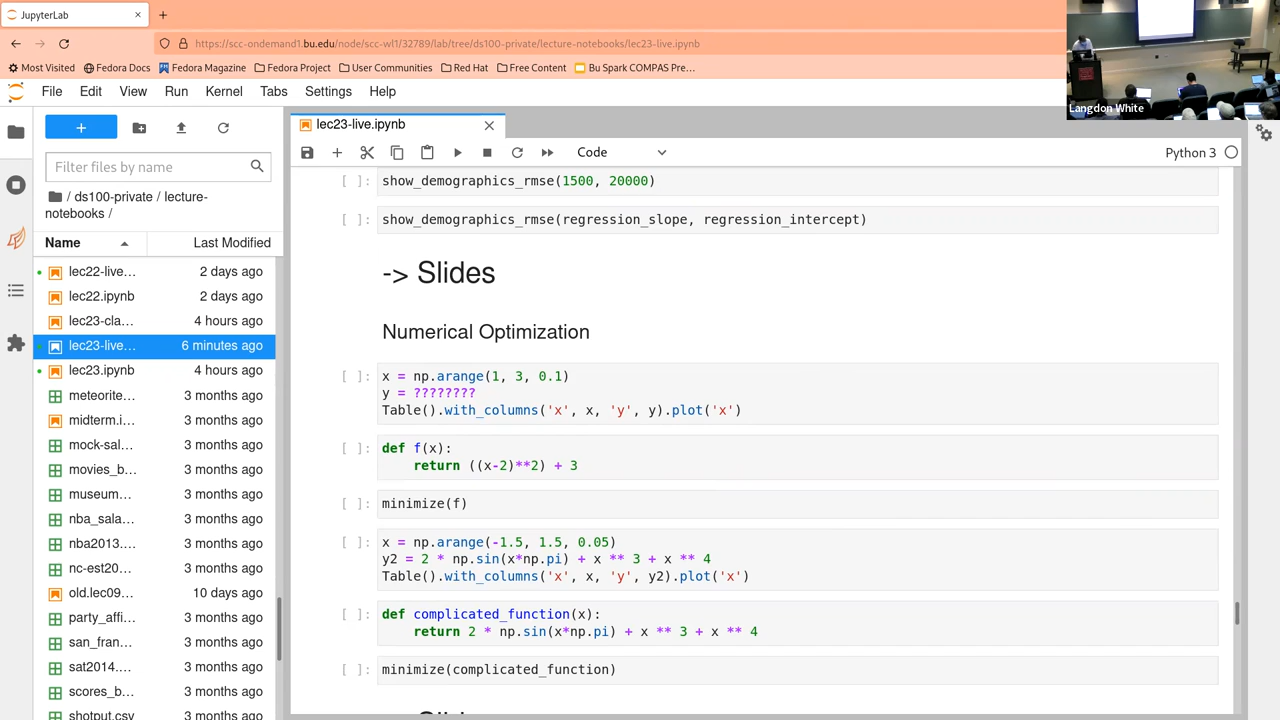 JupyterLab
https://scc-ondemand1.bu.edu/node/scc-wl1/32789/lab/tree/ds100-private/lecture-notebooks/lec23-live.ipynb
Most Visited Fedora Docs Fedora Magazine Fedora Project User Communities Red Hat Free Content Bu Spark COMPAS Pre...
Langdon White
File Edit View Run Kernel Tabs Settings Help
lec23-live.ipynb
Code
Python 3
Filter files by name
/ ds100-private / lecture-
notebooks /
Name Last Modified
lec22-live... 2 days ago
lec22.ipynb 2 days ago
lec23-cla... 4 hours ago
lec23-live... 6 minutes ago
lec23.ipynb 4 hours ago
meteorite... 3 months ago
midterm.i... 3 months ago
mock-sal... 3 months ago
movies_b... 3 months ago
museum... 3 months ago
nba_sala... 3 months ago
nba2013.... 3 months ago
nc-est20... 3 months ago
old.lec09... 10 days ago
party_affi... 3 months ago
san_fran... 3 months ago
sat2014.... 3 months ago
scores_b... 3 months ago
shotput.csv 3 months ago
[ ]: show_demographics_rmse(1500, 20000)
[ ]: show_demographics_rmse(regression_slope, regression_intercept)
-> Slides
Numerical Optimization
[ ]: x = np.arange(1, 3, 0.1)
y = ????????
Table().with_columns('x', x, 'y', y).plot('x')
[ ]: def f(x):
return ((x-2)**2) + 3
[ ]: minimize(f)
[ ]: x = np.arange(-1.5, 1.5, 0.05)
y2 = 2 * np.sin(x*np.pi) + x ** 3 + x ** 4
Table().with_columns('x', x, 'y', y2).plot('x')
[ ]: def complicated_function(x):
return 2 * np.sin(x*np.pi) + x ** 3 + x ** 4
[ ]: minimize(complicated_function)